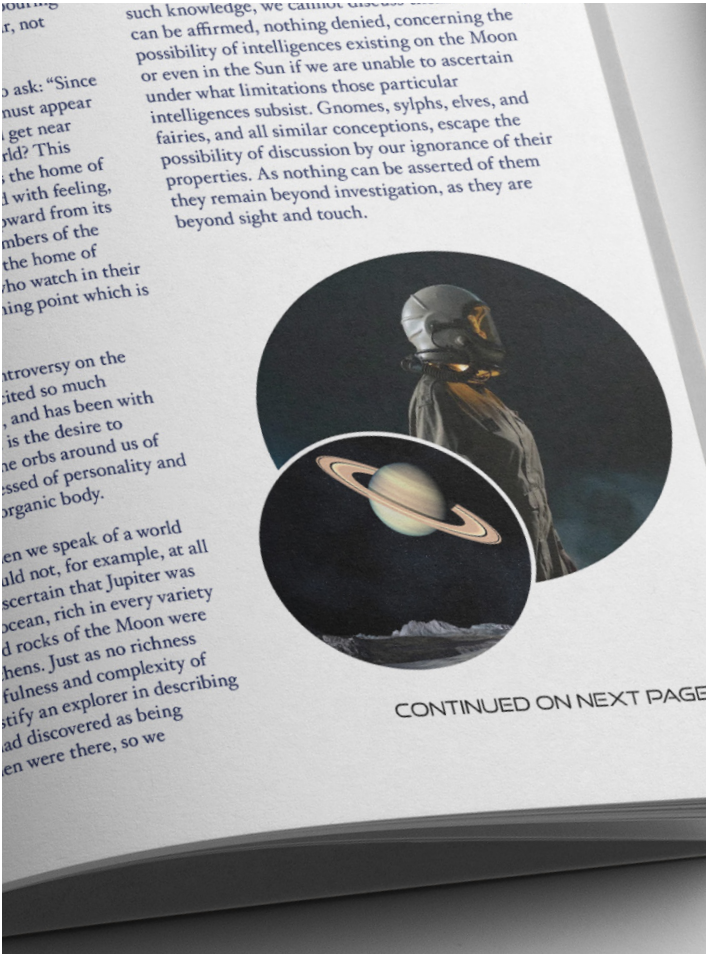 r, not
o ask: “Since
must appear
get near
rld? This
the home of
with feeling,
ward from its
mbers of the
the home of
who watch in their
ning point which is
ntroversy on the
cited so much
, and has been with
is the desire to
he orbs around us of
ssed of personality and
organic body.
en we speak of a world
uld not, for example, at all
scertain that Jupiter was
ocean, rich in every variety
d rocks of the Moon were
hens. Just as no richness
fulness and complexity of
stify an explorer in describing
ad discovered as being
en were there, so we
such knowledge, we cannot discuss
can be affirmed, nothing denied, concerning the
possibility of intelligences existing on the Moon
or even in the Sun if we are unable to ascertain
under what limitations those particular
intelligences subsist. Gnomes, sylphs, elves, and
fairies, and all similar conceptions, escape the
possibility of discussion by our ignorance of their
properties. As nothing can be asserted of them
they remain beyond investigation, as they are
beyond sight and touch.
CONTINUED ON NEXT PAGE